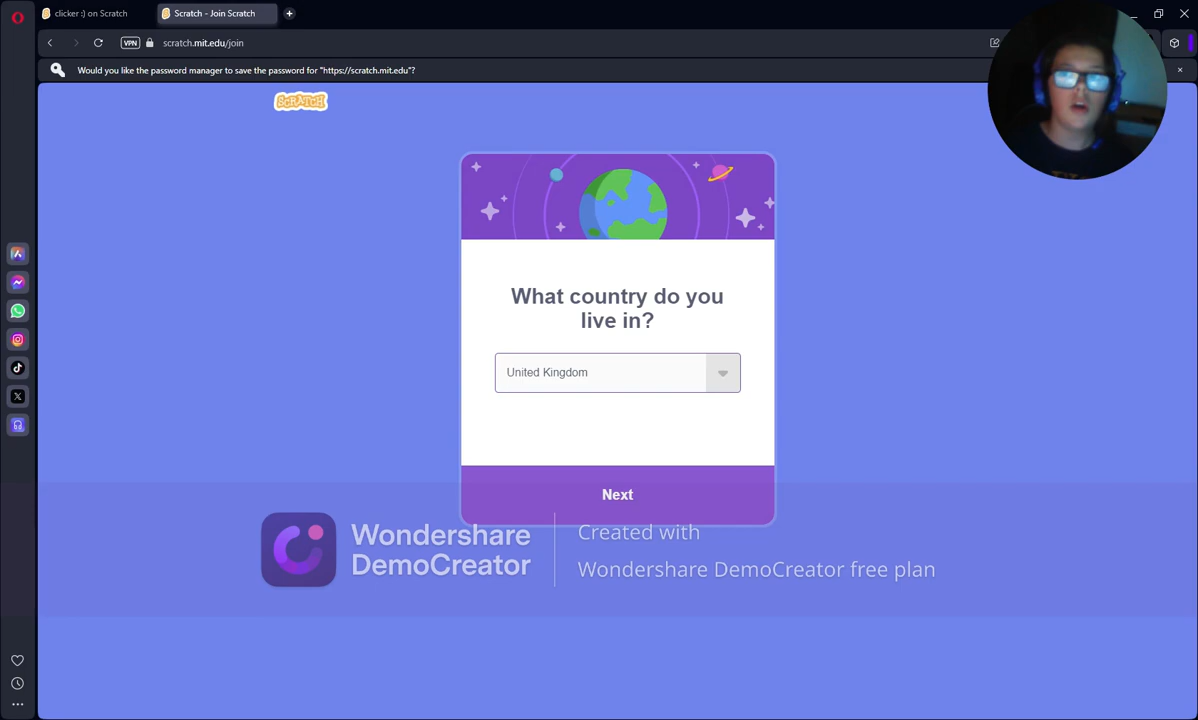 clicker :) on Scratch
Scratch - Join Scratch
VPN
scratch.mit.edu/join
Would you like the password manager to save the password for "https://scratch.mit.edu"?
SCRATCH
What country do you
live in?
United Kingdom
Next
Wondershare
DemoCreator
Created with
Wondershare DemoCreator free plan